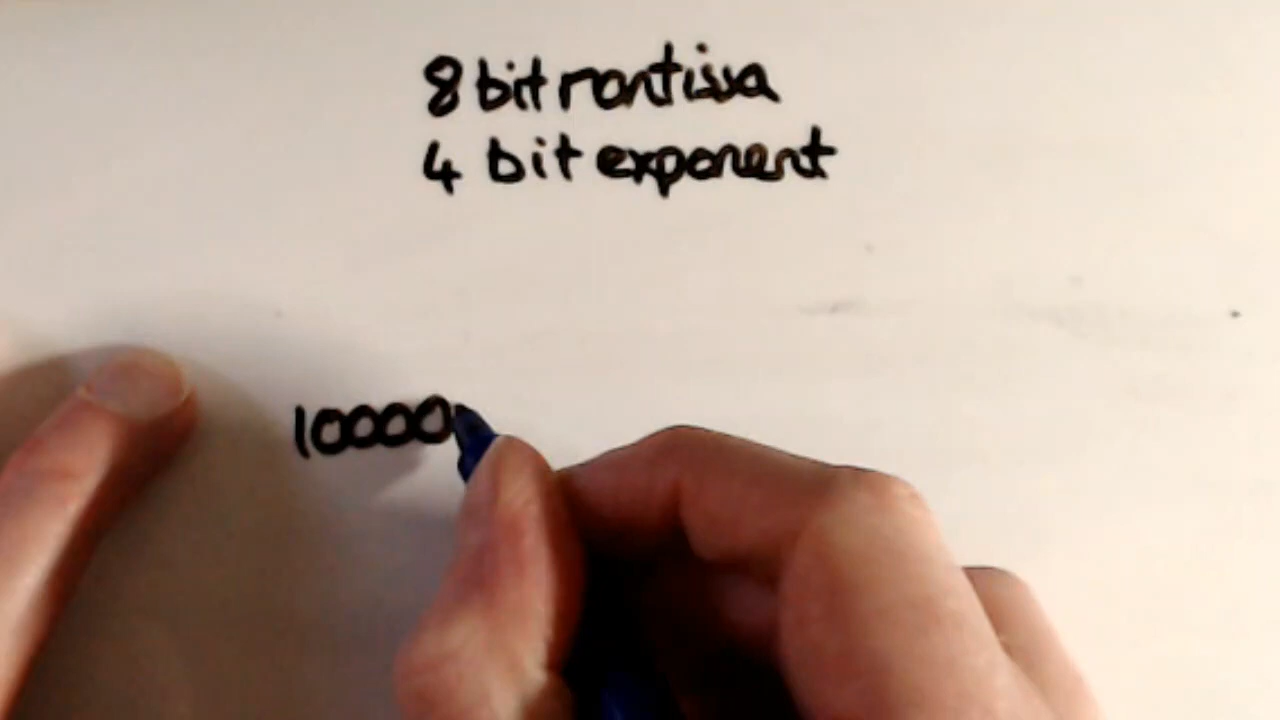 8 bit mantissa
4 bit exponent
10000